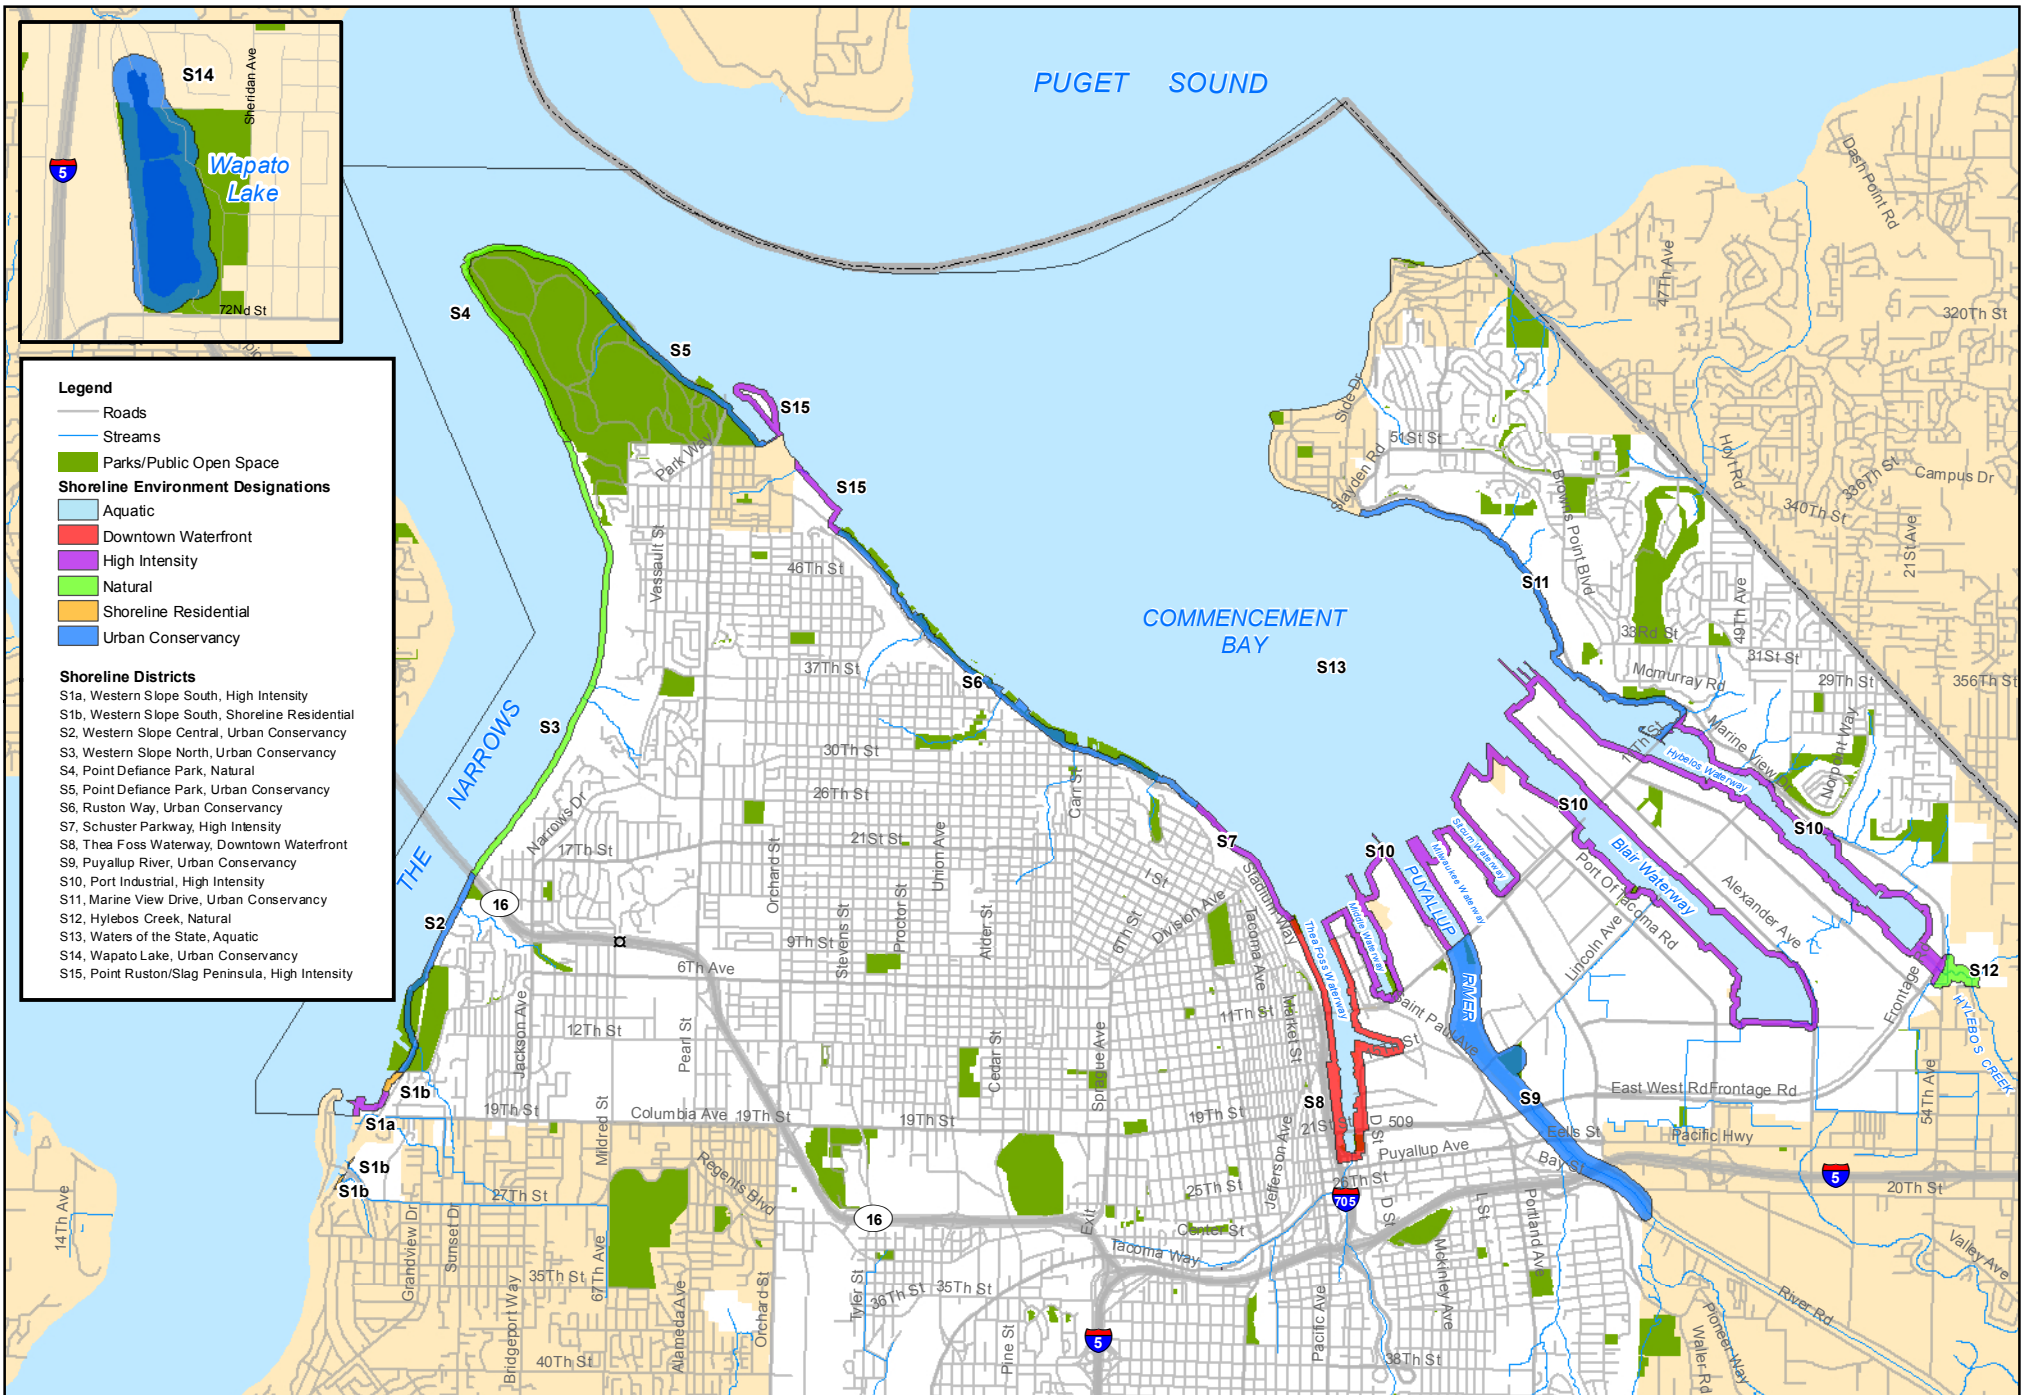 S14
Sheridan Ave
5
Wapato
Lake
72Nd St
Legend
Roads
Streams
Parks/Public Open Space
Shoreline Environment Designations
Aquatic
Downtown Waterfront
High Intensity
Natural
Shoreline Residential
Urban Conservancy
Shoreline Districts
S1a, Western Slope South, High Intensity
S1b, Western Slope South, Shoreline Residential
S2, Western Slope Central, Urban Conservancy
S3, Western Slope North, Urban Conservancy
S4, Point Defiance Park, Natural
S5, Point Defiance Park, Urban Conservancy
S6, Ruston Way, Urban Conservancy
S7, Schuster Parkway, High Intensity
S8, Thea Foss Waterway, Downtown Waterfront
S9, Puyallup River, Urban Conservancy
S10, Port Industrial, High Intensity
S11, Marine View Drive, Urban Conservancy
S12, Hylebos Creek, Natural
S13, Waters of the State, Aquatic
S14, Wapato Lake, Urban Conservancy
S15, Point Ruston/Slag Peninsula, High Intensity
PUGET SOUND
COMMENCEMENT
BAY
S13
THE NARROWS
S4
S5
S15
S15
S3
S6
S2
S7
S10
S10
S10
S11
S12
S8
S9
S1b
S1a
S1b
S1b
Park Way
Vassault St
46Th St
37Th St
30Th St
26Th St
21St St
Narrows Dr
17Th St
16
Orchard St
Union Ave
Carr St
Stevens St
Proctor St
Alder St
9Th St
6Th Ave
I St
Division Ave
6Th St
Stadium Way
Tacoma Ave
Market St
11Th St
12Th St
Jackson Ave
Pearl St
Cedar St
Sprague Ave
19Th St
Columbia Ave
19Th St
19Th St
19Th St
21St St
Mildred St
Regents Blvd
27Th St
25Th St
26Th St
Jefferson Ave
Center St
Tacoma Way
Exit
16
705
D St
D St
509
Puyallup Ave
14Th Ave
Grandview Dr
Sunset Dr
35Th St
67Th Ave
Bridgeport Way
40Th St
Alameda Ave
Orchard St
Tyler St
36Th St
35Th St
Pine St
5
Pacific Ave
38Th St
Mckinley Ave
I St
Portland Ave
Thea Foss Waterway
Middle Waterway
PUYALLUP
RIVER
Milwaukee Waterway
Sitcum Waterway
Blair Waterway
Hybelos Waterway
Saint Paul Ave
Port Of Tacoma Rd
Lincoln Ave
Alexander Ave
Frontage
East West Rd
Frontage Rd
Eells St
Bay St
Pacific Hwy
54Th Ave
HYLEBOS CREEK
5
20Th St
Valley Ave
River Rd
Pioneer Way
Waller Rd
Side Dr
Slayden Rd
51St St
Browns Point Blvd
33Rd St
Mcmurray Rd
31St St
29Th St
49Th Ave
Marine View Dr
Norpoint Way
11Th St
47Th Ave
Dash Point Rd
320Th St
Hoyt Rd
336Th St
Campus Dr
340Th St
21St Ave
356Th St